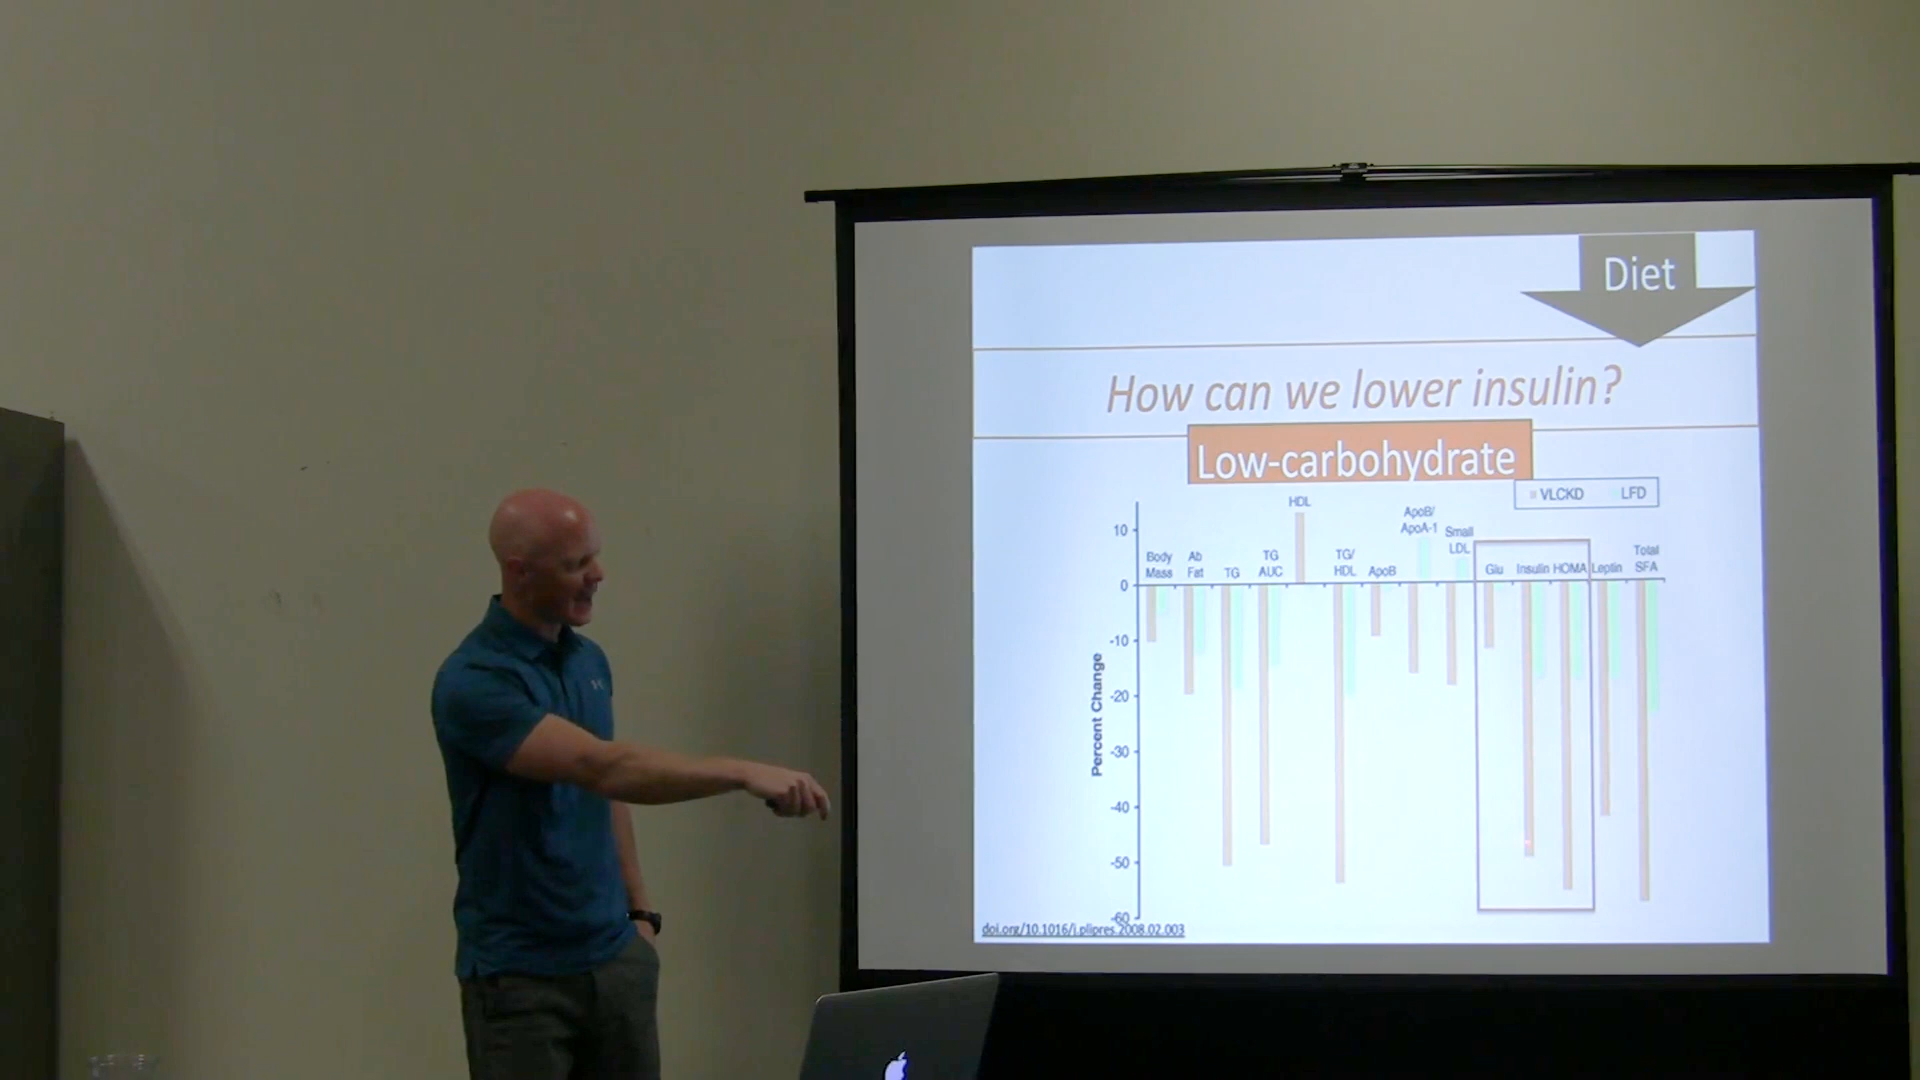 Diet
How can we lower insulin?
Low-carbohydrate
VLCKD LFD
HDL
ApoB/
ApoA-1
Small
LDL
Body
Mass
Ab
Fat
TG
TG
AUC
TG/
HDL
ApoB
Glu
Insulin
HOMA
Leptin
Total
SFA
10
0
-10
-20
-30
-40
-50
-60
Percent Change
doi.org/10.1016/j.plipres.2008.02.003